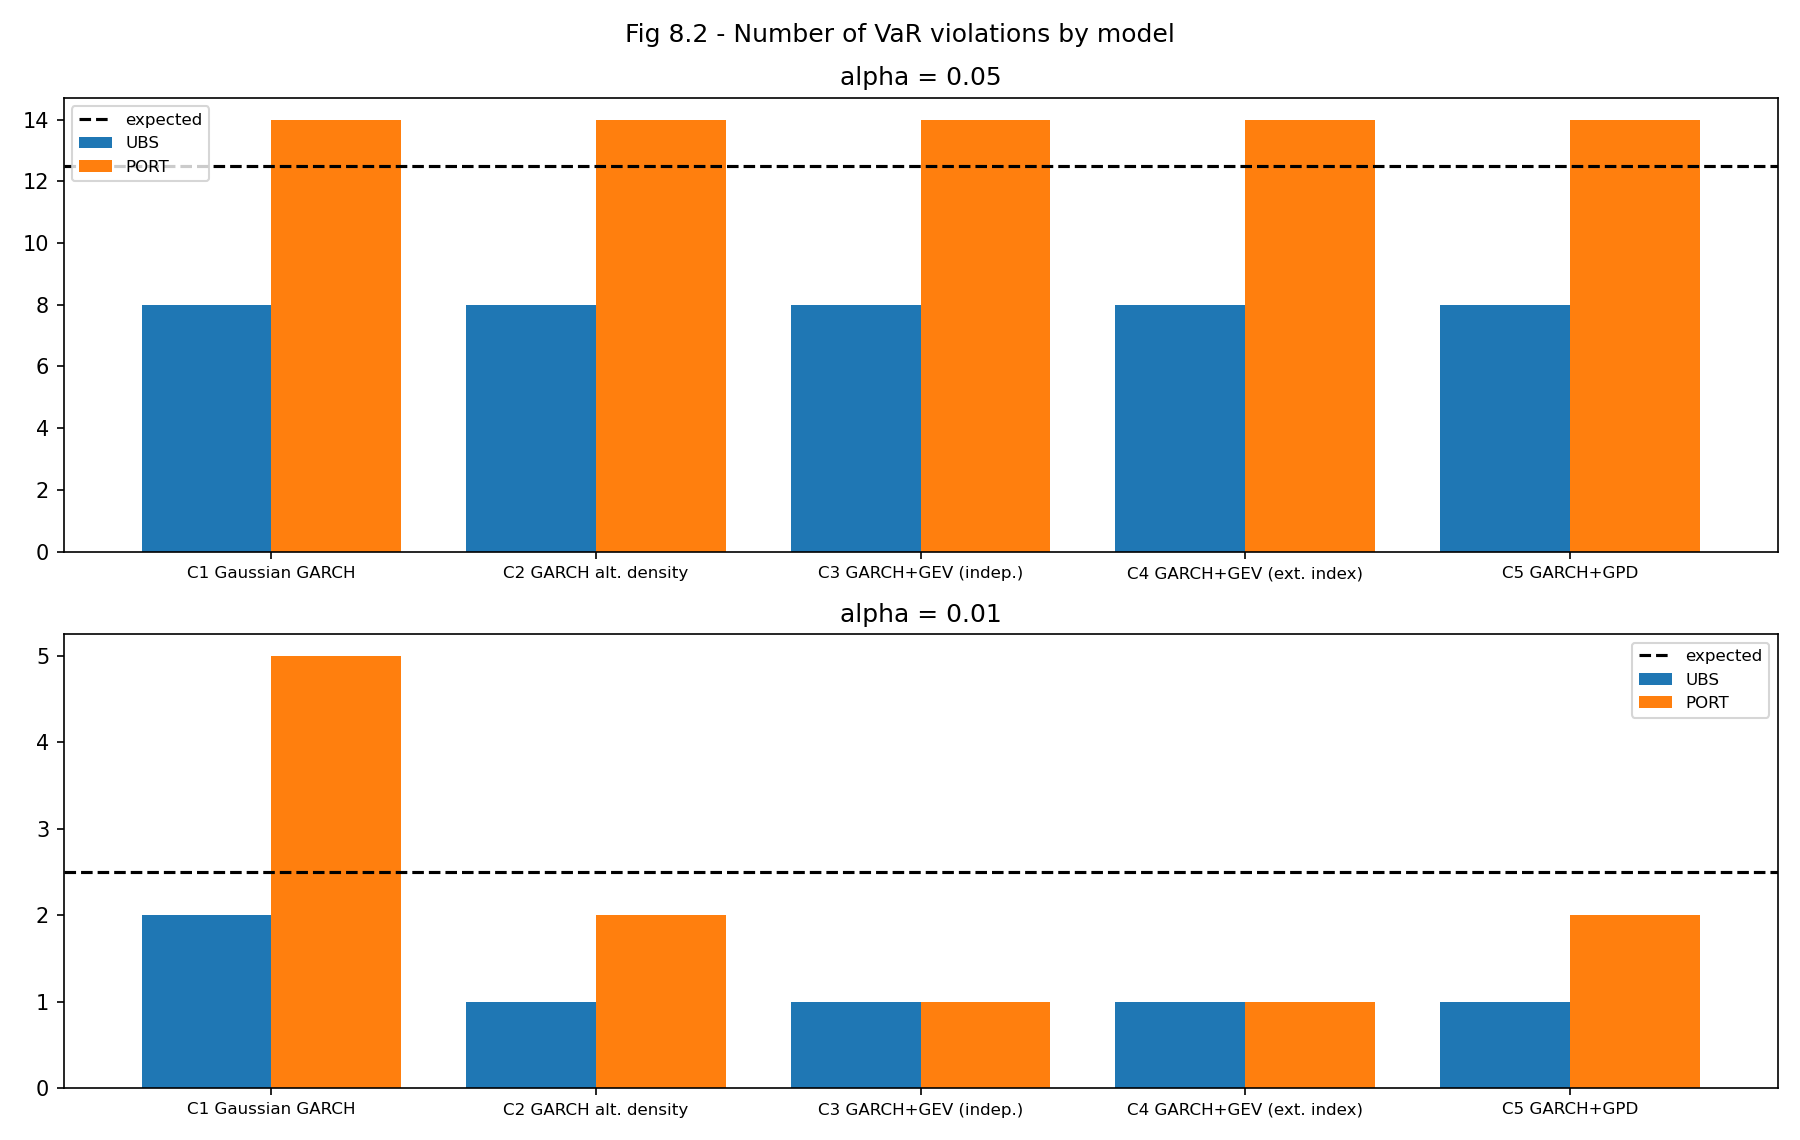 Fig 8.2 - Number of VaR violations by model
alpha = 0.05
14
12
10
8
6
4
2
0
expected
UBS
PORT
C1 Gaussian GARCH
C2 GARCH alt. density
C3 GARCH+GEV (indep.)
C4 GARCH+GEV (ext. index)
C5 GARCH+GPD
alpha = 0.01
5
4
3
2
1
0
expected
UBS
PORT
C1 Gaussian GARCH
C2 GARCH alt. density
C3 GARCH+GEV (indep.)
C4 GARCH+GEV (ext. index)
C5 GARCH+GPD